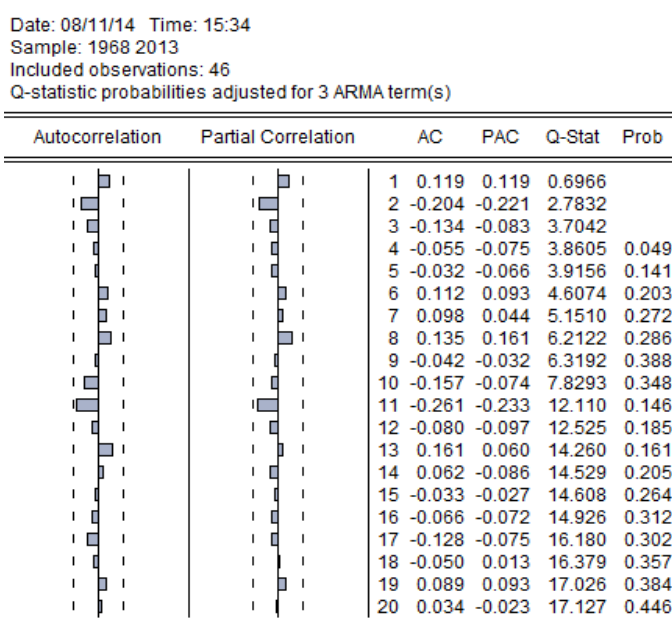 Date: 08/11/14 Time: 15:34
Sample: 1968 2013
Included observations: 46
Q-statistic probabilities adjusted for 3 ARMA term(s)
Autocorrelation Partial Correlation AC PAC Q-Stat Prob
1 0.119 0.119 0.6966
2 -0.204 -0.221 2.7832
3 -0.134 -0.083 3.7042
4 -0.055 -0.075 3.8605 0.049
5 -0.032 -0.066 3.9156 0.141
6 0.112 0.093 4.6074 0.203
7 0.098 0.044 5.1510 0.272
8 0.135 0.161 6.2122 0.286
9 -0.042 -0.032 6.3192 0.388
10 -0.157 -0.074 7.8293 0.348
11 -0.261 -0.233 12.110 0.146
12 -0.080 -0.097 12.525 0.185
13 0.161 0.060 14.260 0.161
14 0.062 -0.086 14.529 0.205
15 -0.033 -0.027 14.608 0.264
16 -0.066 -0.072 14.926 0.312
17 -0.128 -0.075 16.180 0.302
18 -0.050 0.013 16.379 0.357
19 0.089 0.093 17.026 0.384
20 0.034 -0.023 17.127 0.446